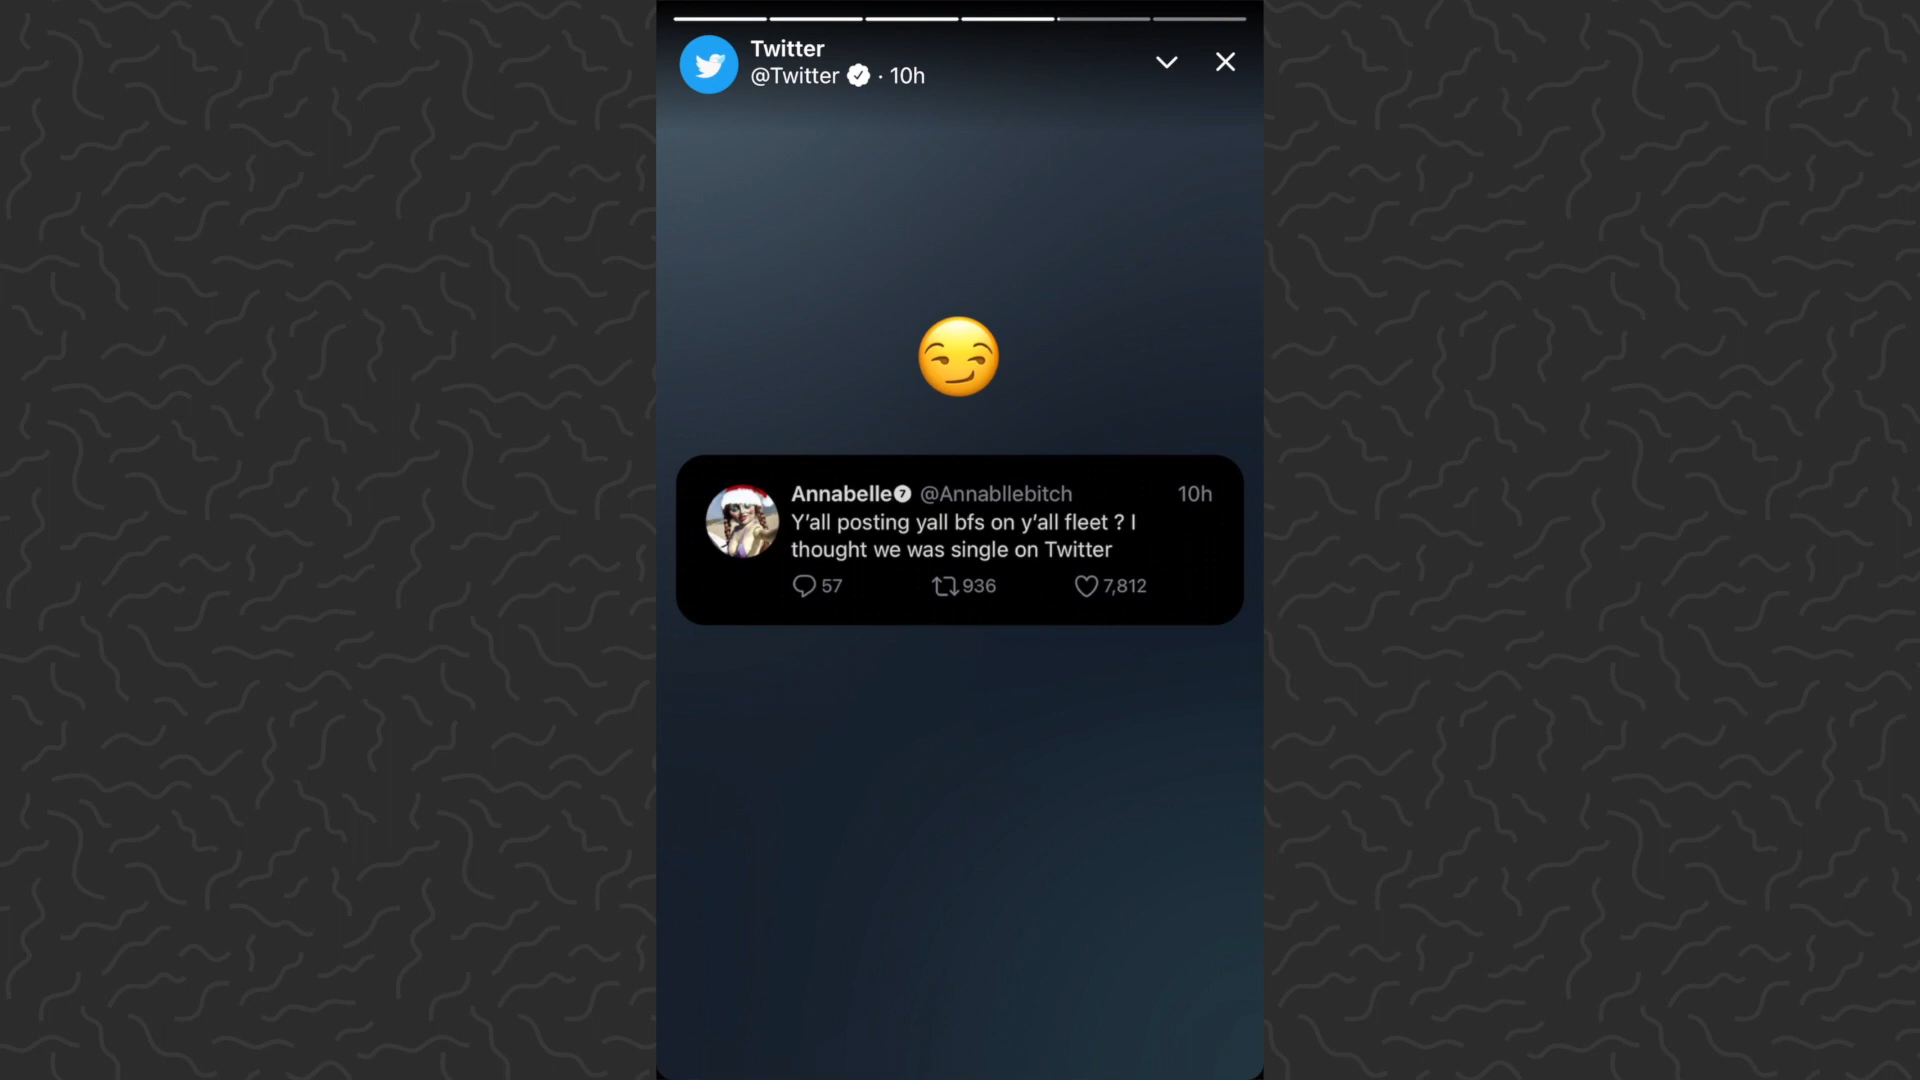 Twitter
@Twitter · 10h
Annabelle @Annabllebitch 10h
Y’all posting yall bfs on y’all fleet ? I
thought we was single on Twitter
57 936 7,812